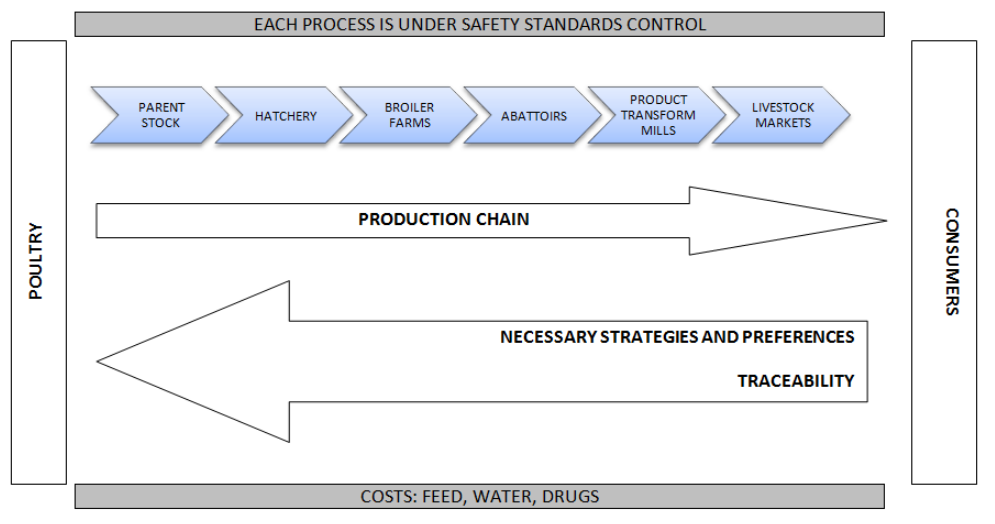 EACH PROCESS IS UNDER SAFETY STANDARDS CONTROL
PARENT
STOCK
HATCHERY
BROILER
FARMS
ABATTOIRS
PRODUCT
TRANSFORM
MILLS
LIVESTOCK
MARKETS
POULTRY
PRODUCTION CHAIN
CONSUMERS
NECESSARY STRATEGIES AND PREFERENCES
TRACEABILITY
COSTS: FEED, WATER, DRUGS